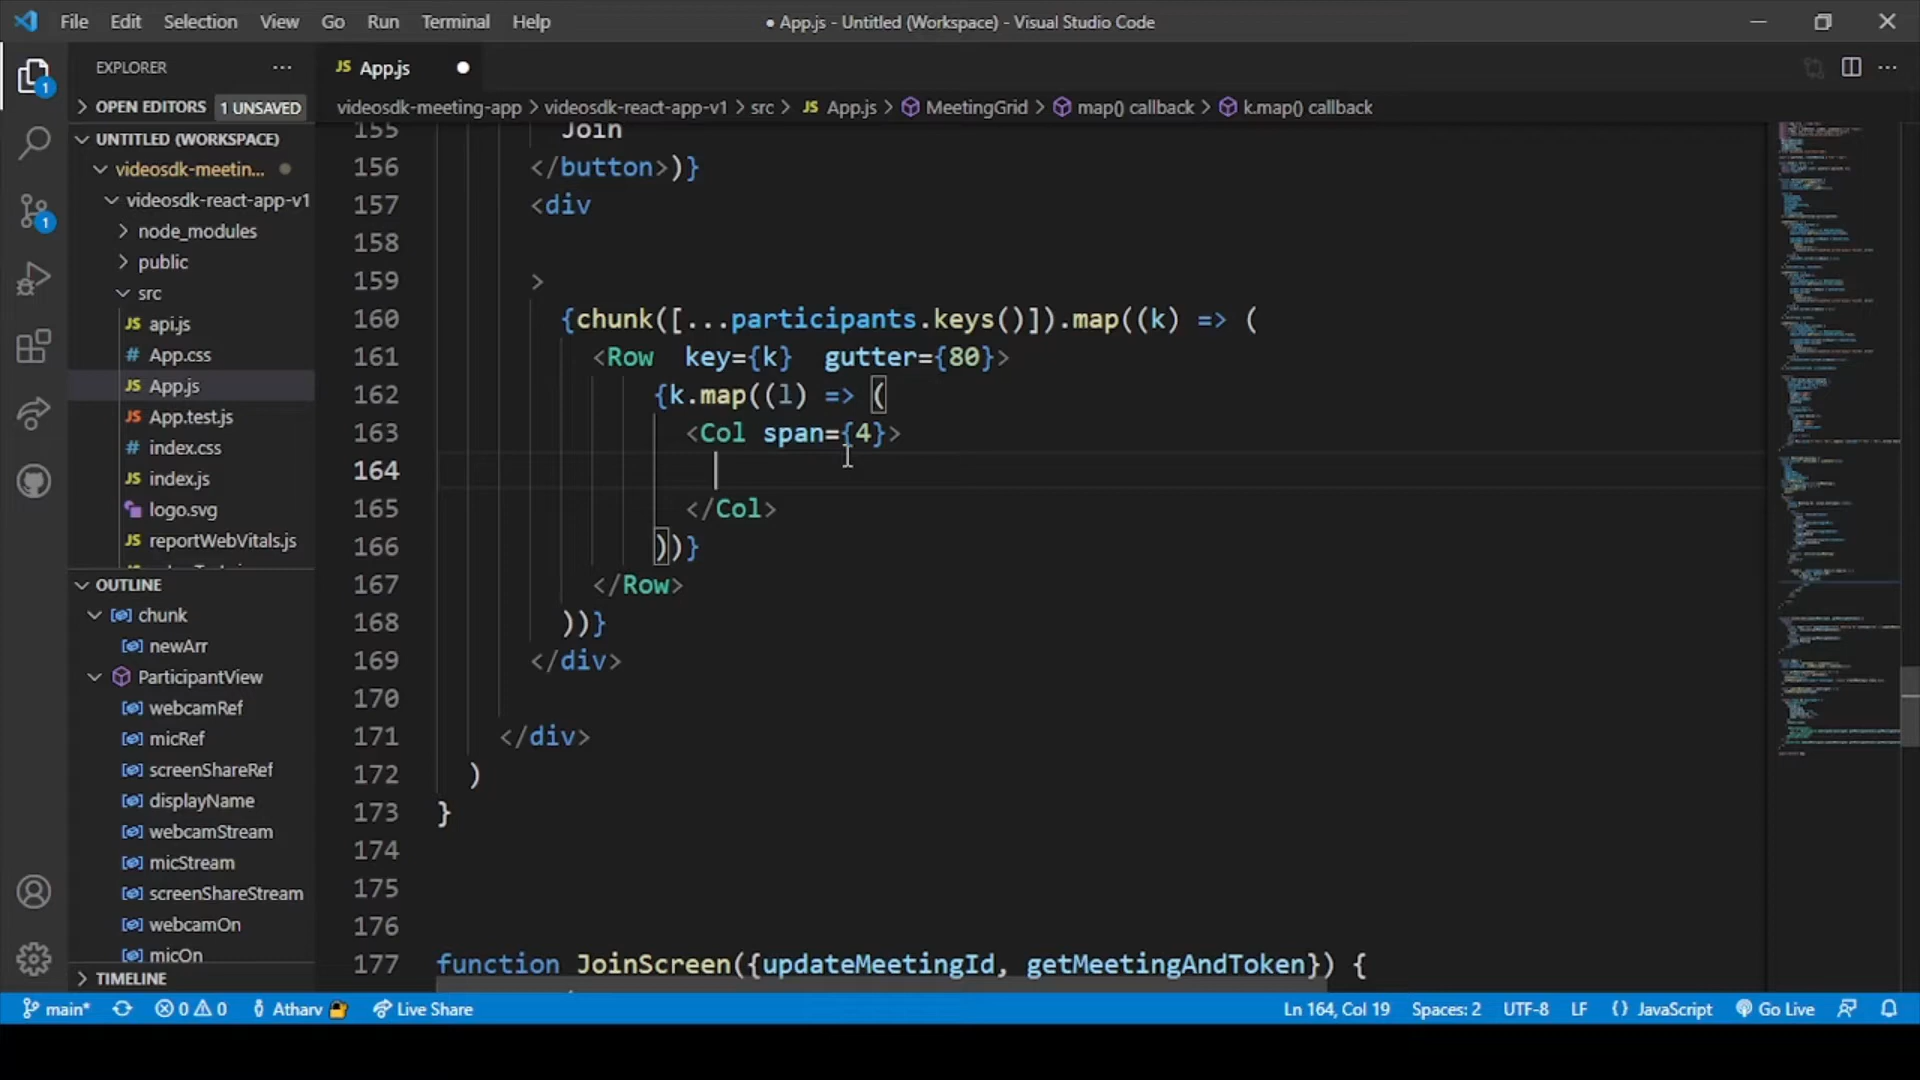 File Edit Selection View Go Run Terminal Help
● App.js - Untitled (Workspace) - Visual Studio Code
EXPLORER
OPEN EDITORS 1 UNSAVED
UNTITLED (WORKSPACE)
videosdk-meetin...
videosdk-react-app-v1
node_modules
public
src
JS api.js
# App.css
JS App.js
JS App.test.js
# index.css
JS index.js
logo.svg
JS reportWebVitals.js
OUTLINE
chunk
newArr
ParticipantView
webcamRef
micRef
screenShareRef
displayName
webcamStream
micStream
screenShareStream
webcamOn
micOn
TIMELINE
1
1
JS App.js
videosdk-meeting-app > videosdk-react-app-v1 > src > JS App.js > MeetingGrid > map() callback > k.map() callback
155 Join
156 </button>)}
157 <div
158
159 >
160 {chunk([...participants.keys()]).map((k) => (
161 <Row key={k} gutter={80}>
162 {k.map((l) => (
163 <Col span={4}>
164
165 </Col>
166 ))}
167 </Row>
168 ))}
169 </div>
170
171 </div>
172 )
173 }
174
175
176
177 function JoinScreen({updateMeetingId, getMeetingAndToken}) {
main* 0 0 Atharv Live Share Ln 164, Col 19 Spaces: 2 UTF-8 LF {} JavaScript Go Live